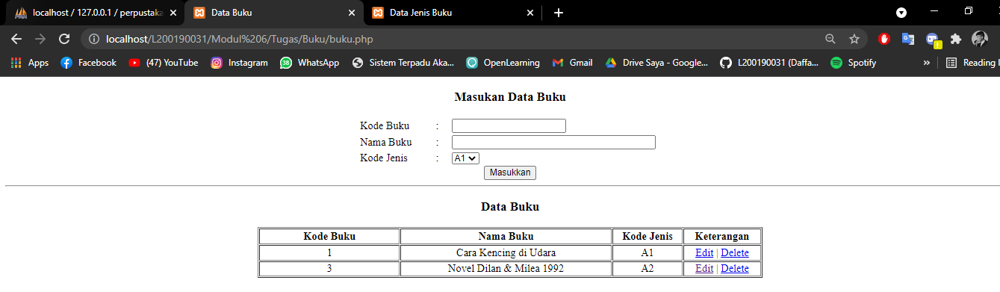 localhost / 127.0.0.1 / perpustaka Data Buku Data Jenis Buku
localhost/L200190031/Modul%206/Tugas/Buku/buku.php
Apps Facebook (47) YouTube Instagram 38 WhatsApp Sistem Terpadu Aka... OpenLearning Gmail Drive Saya - Google... L200190031 (Daffa... Spotify » Reading
Masukan Data Buku
Kode Buku :
Nama Buku :
Kode Jenis : A1
Masukkan
Data Buku
Kode Buku Nama Buku Kode Jenis Keterangan
1 Cara Kencing di Udara A1 Edit | Delete
3 Novel Dilan & Milea 1992 A2 Edit | Delete